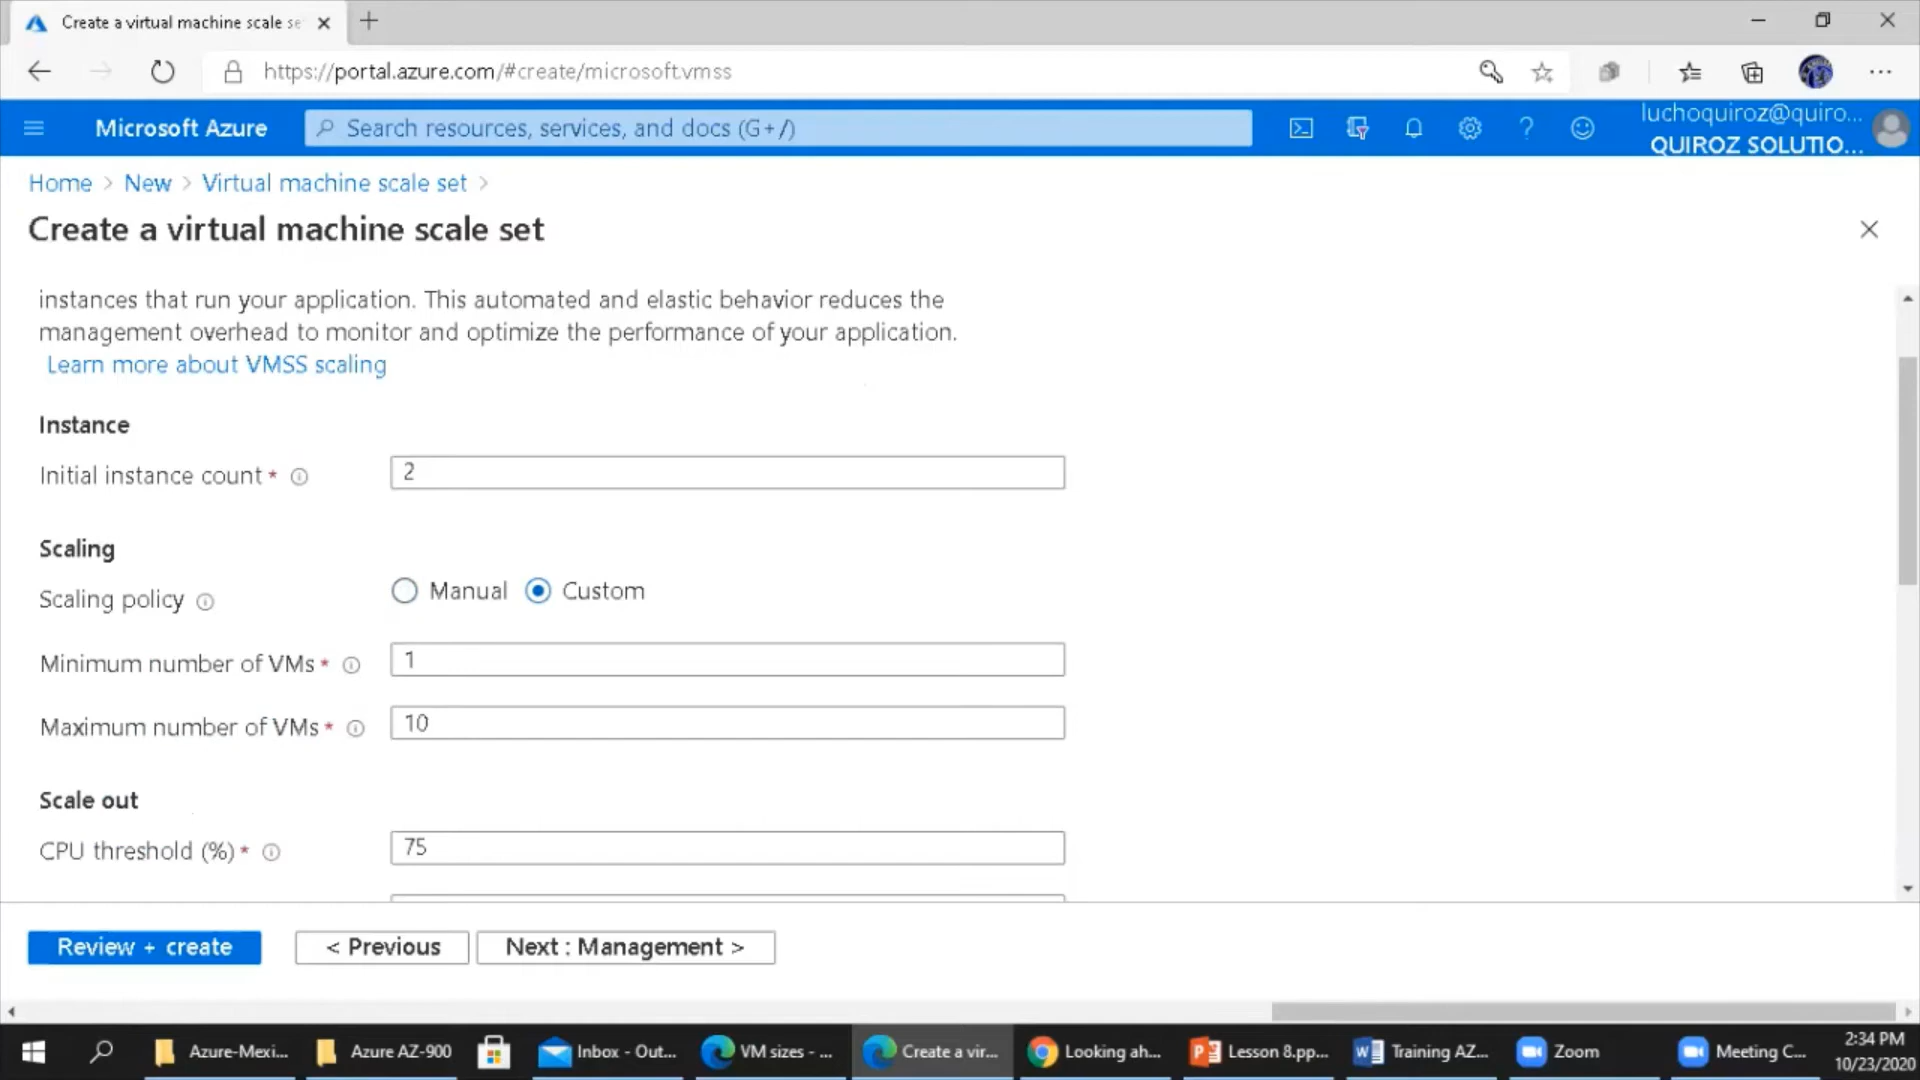 Create a virtual machine scale se
https://portal.azure.com/#create/microsoft.vmss
Microsoft Azure
Search resources, services, and docs (G+/)
luchoquiroz@quiro...
QUIROZ SOLUTIO...
Home > New > Virtual machine scale set >
Create a virtual machine scale set
instances that run your application. This automated and elastic behavior reduces the
management overhead to monitor and optimize the performance of your application.
Learn more about VMSS scaling
Instance
Initial instance count * 2
Scaling
Scaling policy Manual Custom
Minimum number of VMs * 1
Maximum number of VMs * 10
Scale out
CPU threshold (%) * 75
Review + create
< Previous
Next : Management >
Azure-Mexi...
Azure AZ-900
Inbox - Out...
VM sizes - ...
Create a vir...
Looking ah...
Lesson 8.pp...
Training AZ...
Zoom
Meeting C...
2:34 PM
10/23/2020